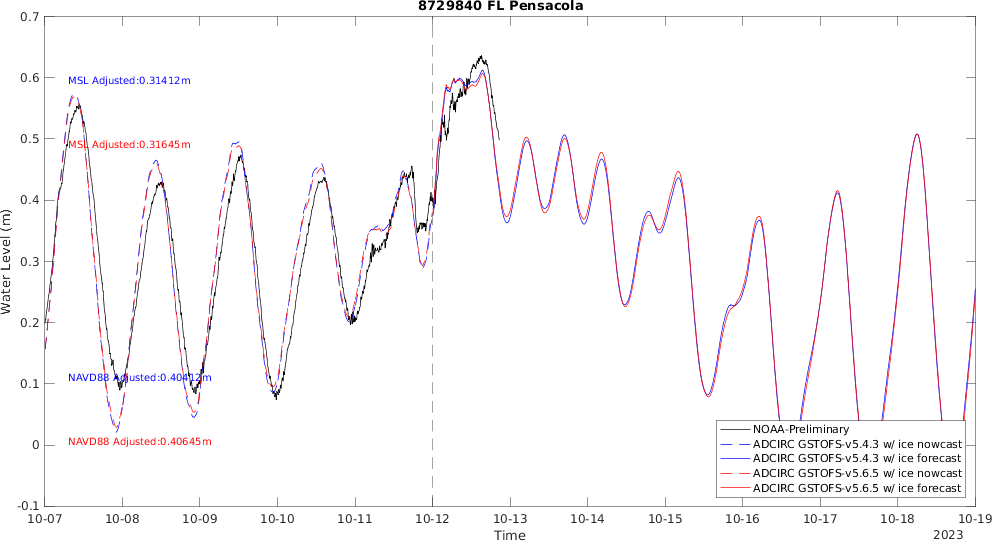 8729840 FL Pensacola
0.7
0.6
0.5
0.4
0.3
0.2
0.1
0
-0.1
Water Level (m)
MSL Adjusted:0.31412m
MSL Adjusted:0.31645m
NAVD88 Adjusted:0.40412m
NAVD88 Adjusted:0.40645m
NOAA-Preliminary
ADCIRC GSTOFS-v5.4.3 w/ ice nowcast
ADCIRC GSTOFS-v5.4.3 w/ ice forecast
ADCIRC GSTOFS-v5.6.5 w/ ice nowcast
ADCIRC GSTOFS-v5.6.5 w/ ice forecast
10-07 10-08 10-09 10-10 10-11 10-12 10-13 10-14 10-15 10-16 10-17 10-18 10-19
Time
2023